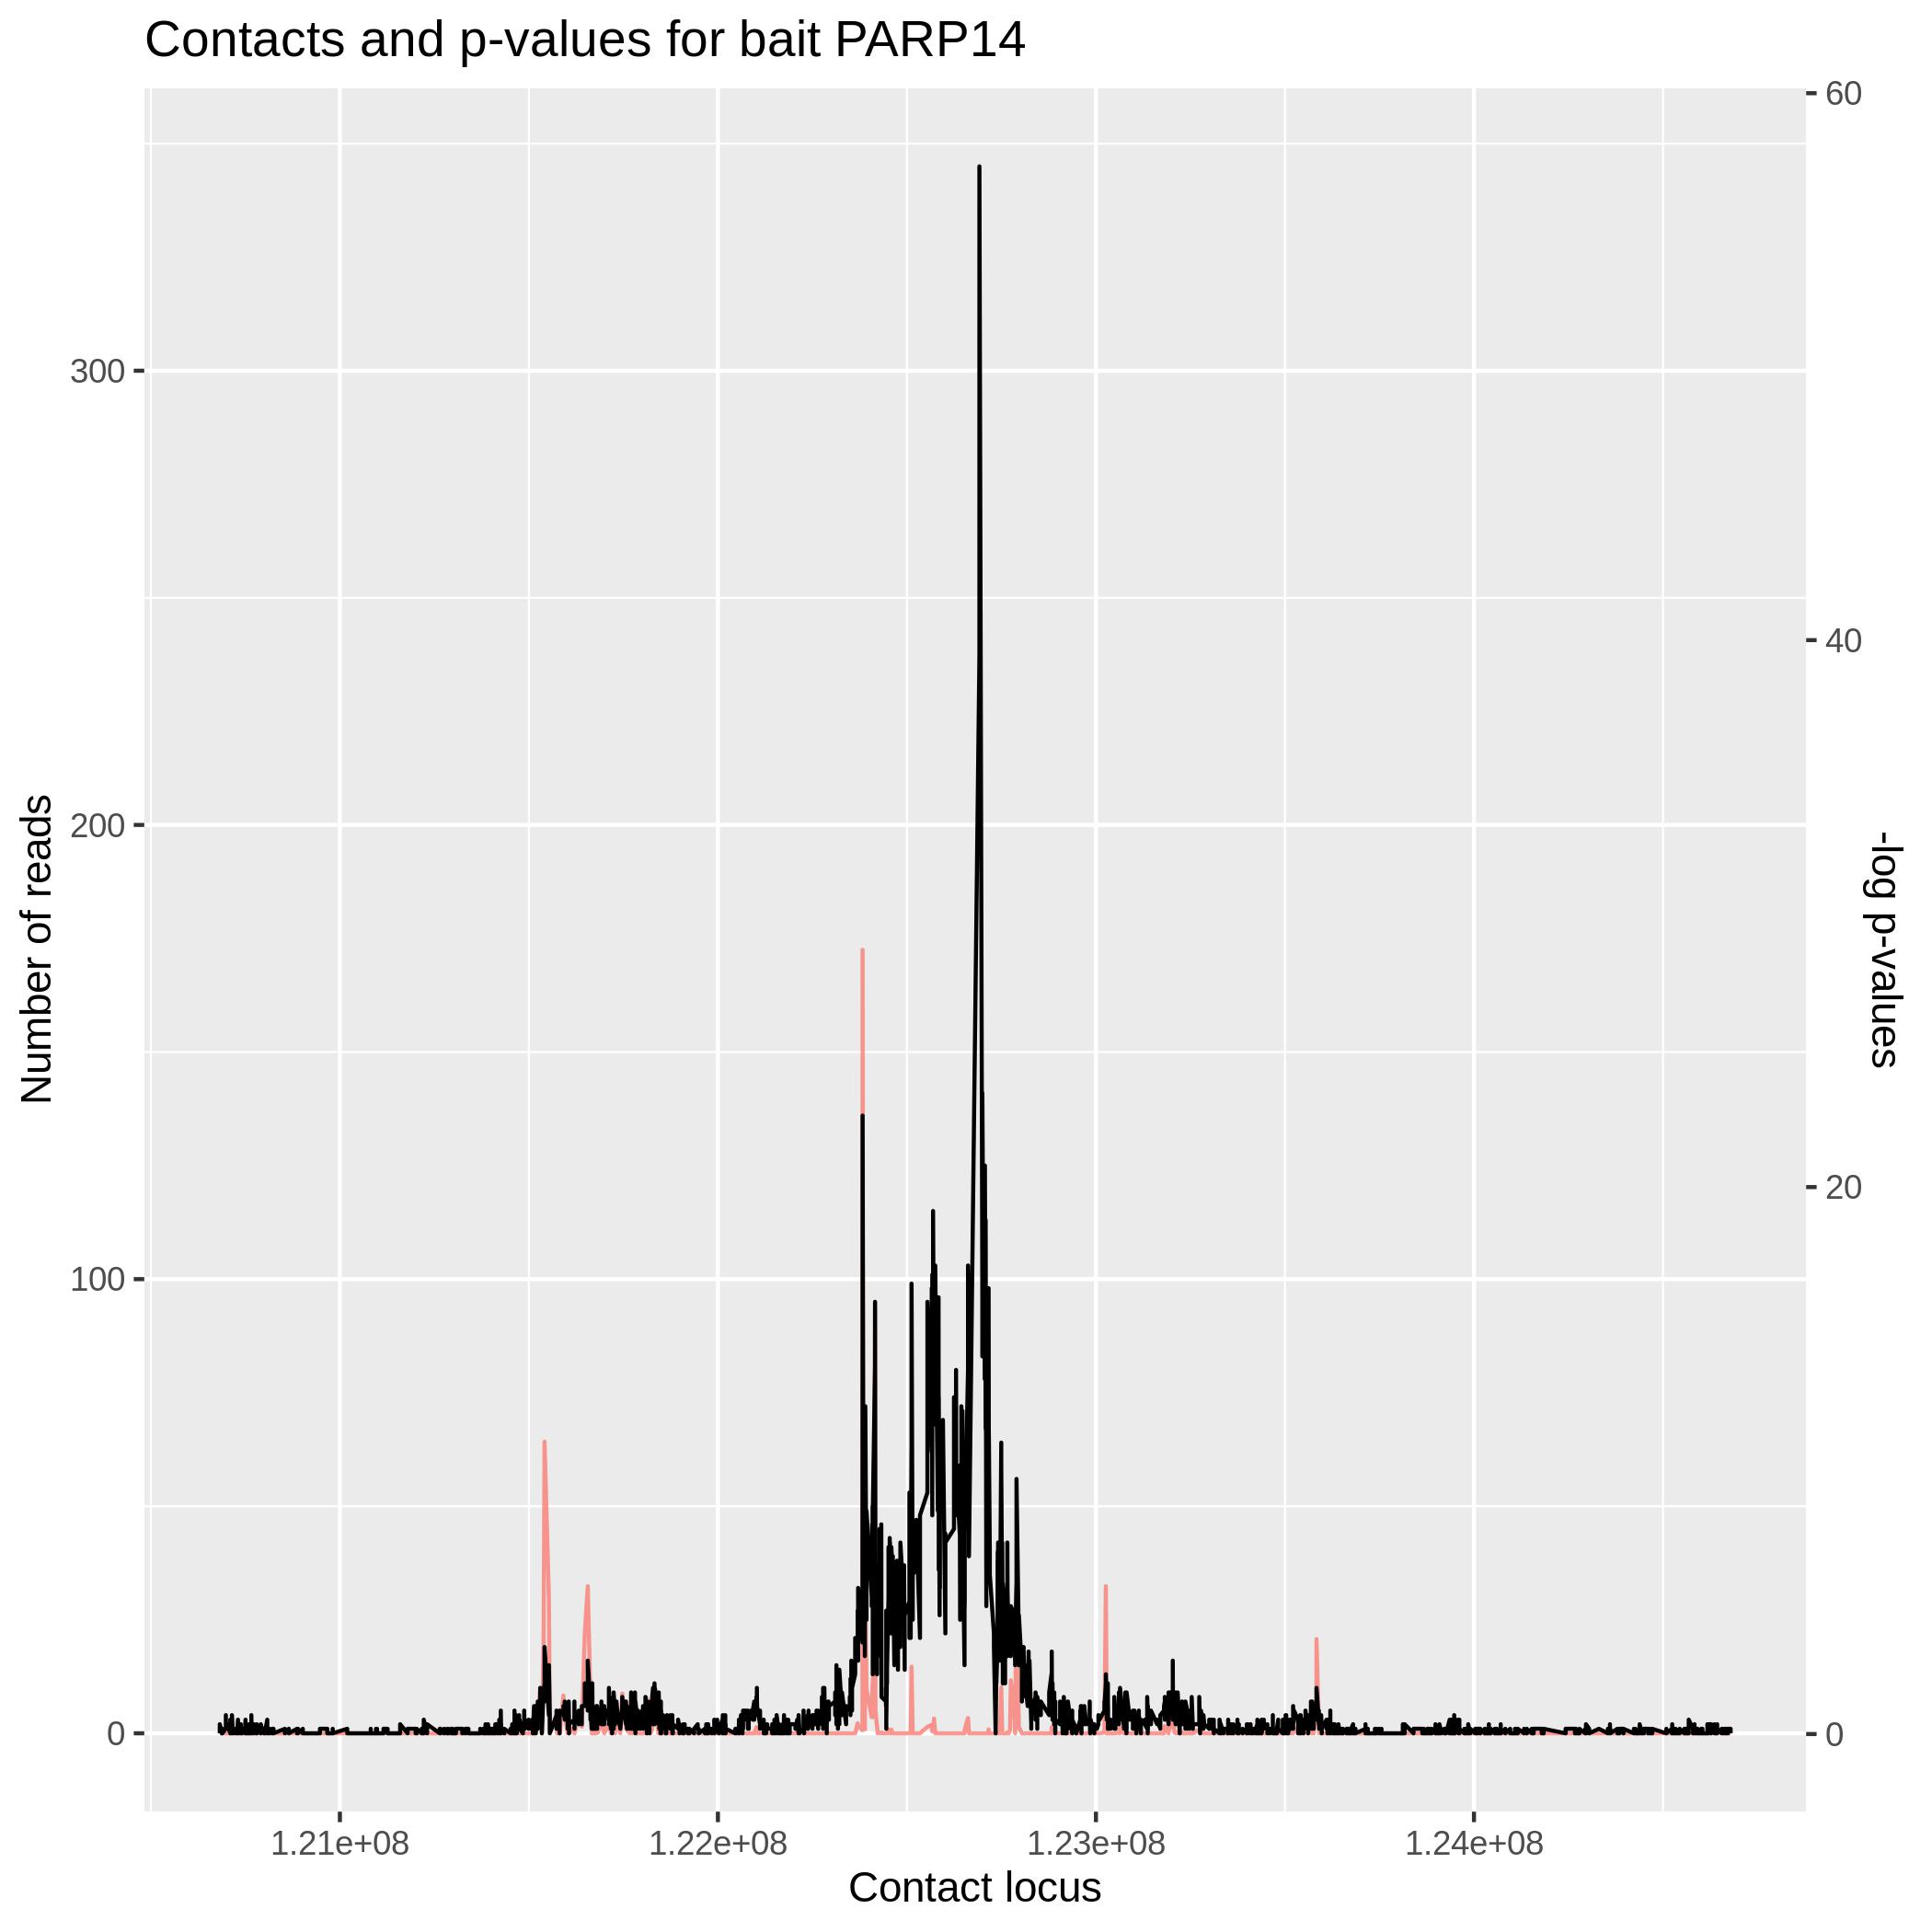 Contacts and p-values for bait PARP14
60
300
40
200
20
100
0
0
Number of reads
-log p-values
1.21e+08
1.22e+08
1.23e+08
1.24e+08
Contact locus